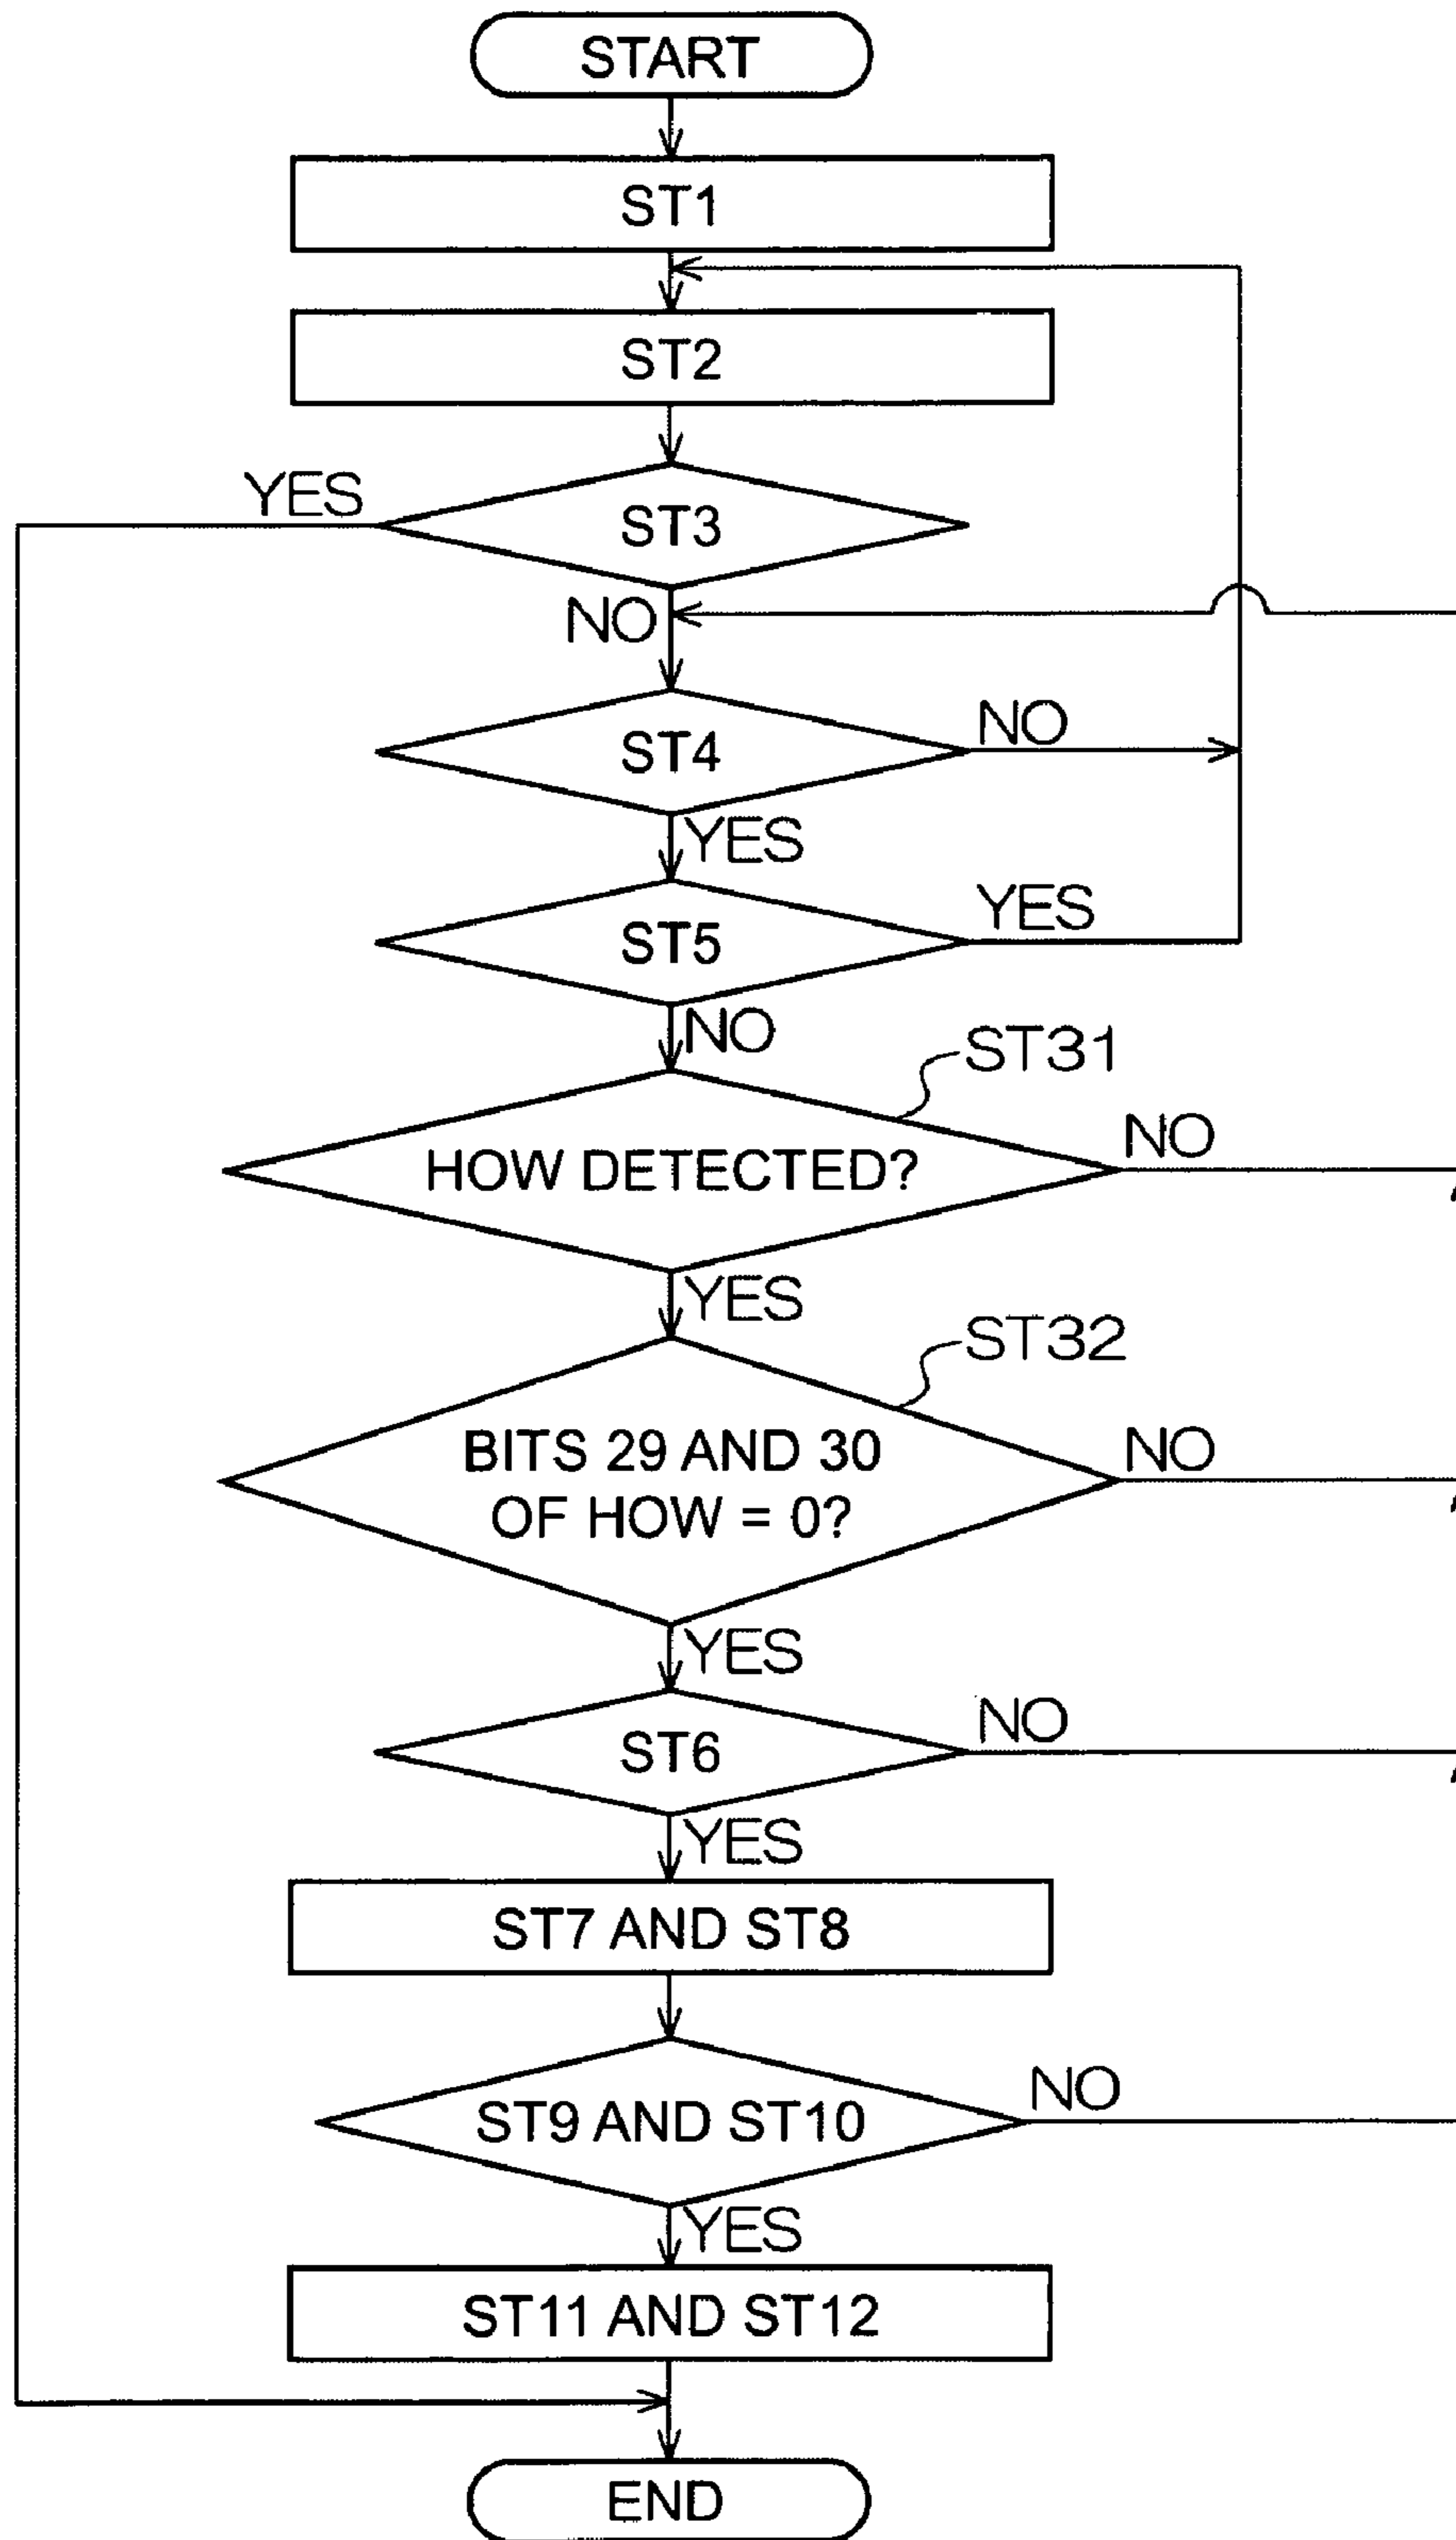 START
ST1
ST2
YES
ST3
NO
ST4
NO
YES
ST5
YES
NO
ST31
HOW DETECTED?
NO
YES
ST32
BITS 29 AND 30
OF HOW = 0?
NO
YES
ST6
NO
YES
ST7 AND ST8
ST9 AND ST10
NO
YES
ST11 AND ST12
END